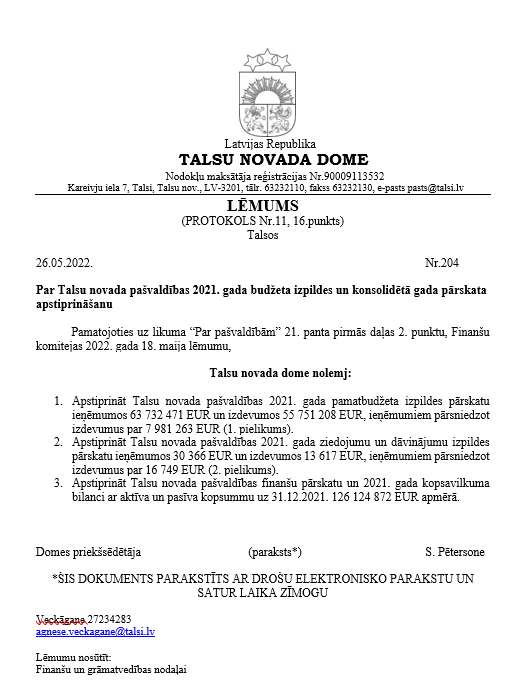 Latvijas Republika
TALSU NOVADA DOME
Nodokļu maksātāja reģistrācijas Nr.90009113532
Kareivju iela 7, Talsi, Talsu nov., LV-3201, tālr. 63232110, fakss 63232130, e-pasts pasts@talsi.lv
LĒMUMS
(PROTOKOLS Nr.11, 16.punkts)
Talsos
26.05.2022. Nr.204
Par Talsu novada pašvaldības 2021. gada budžeta izpildes un konsolidētā gada pārskata
apstiprināšanu
Pamatojoties uz likuma “Par pašvaldībām” 21. panta pirmās daļas 2. punktu, Finanšu
komitejas 2022. gada 18. maija lēmumu,
Talsu novada dome nolemj:
1. Apstiprināt Talsu novada pašvaldības 2021. gada pamatbudžeta izpildes pārskatu
ieņēmumos 63 732 471 EUR un izdevumos 55 751 208 EUR, ieņēmumiem pārsniedzot
izdevumus par 7 981 263 EUR (1. pielikums).
2. Apstiprināt Talsu novada pašvaldības 2021. gada ziedojumu un dāvinājumu izpildes
pārskatu ieņēmumos 30 366 EUR un izdevumos 13 617 EUR, ieņēmumiem pārsniedzot
izdevumus par 16 749 EUR (2. pielikums).
3. Apstiprināt Talsu novada pašvaldības finanšu pārskatu un 2021. gada kopsavilkuma
bilanci ar aktīva un pasīva kopsummu uz 31.12.2021. 126 124 872 EUR apmērā.
Domes priekšsēdētāja (paraksts*) S. Pētersone
*ŠIS DOKUMENTS PARAKSTĪTS AR DROŠU ELEKTRONISKO PARAKSTU UN
SATUR LAIKA ZĪMOGU
Veckāgane 27234283
agnese.veckagane@talsi.lv
Lēmumu nosūtīt:
Finanšu un grāmatvedības nodaļai